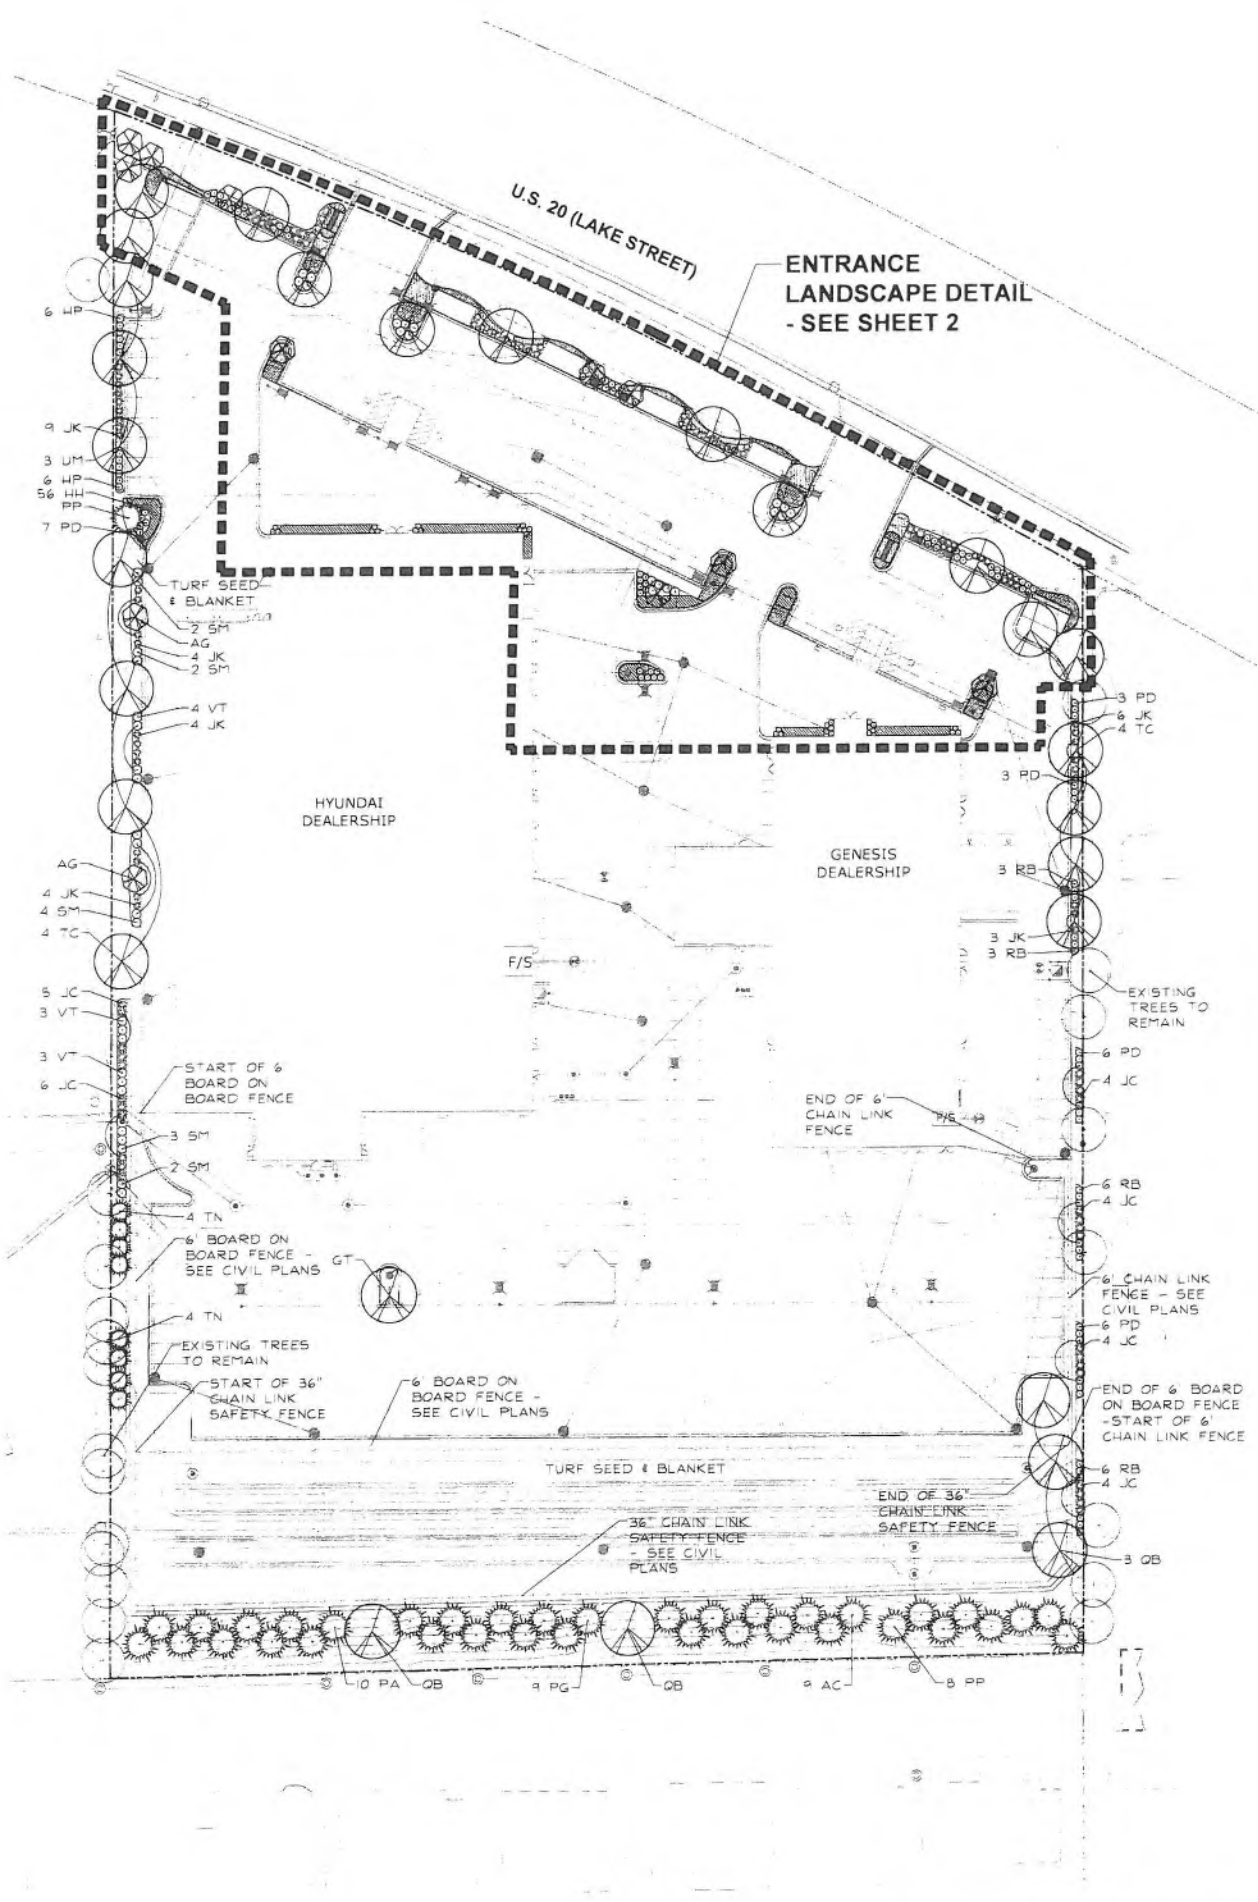 U.S. 20 (LAKE STREET)
ENTRANCE
LANDSCAPE DETAIL
- SEE SHEET 2
6 HP
9 JK
3 UM
6 HP
56 HH
PP
7 PD
TURF SEED
& BLANKET
2 SM
AG
4 JK
2 SM
4 VT
4 JK
HYUNDAI
DEALERSHIP
AG
4 JK
4 SM
4 TC
5 JC
3 VT
3 VT
6 JC
START OF 6'
BOARD ON
BOARD FENCE
3 SM
2 SM
4 TN
6' BOARD ON
BOARD FENCE -
SEE CIVIL PLANS
GT
4 TN
EXISTING TREES
TO REMAIN
START OF 36"
CHAIN LINK
SAFETY FENCE
6' BOARD ON
BOARD FENCE -
SEE CIVIL PLANS
3 PD
6 JK
4 TC
3 PD
GENESIS
DEALERSHIP
3 RB
3 JK
3 RB
F/S
EXISTING
TREES TO
REMAIN
6 PD
4 JC
END OF 6'
CHAIN LINK
FENCE
F/S
6 RB
4 JC
6' CHAIN LINK
FENCE - SEE
CIVIL PLANS
6 PD
4 JC
END OF 6' BOARD
ON BOARD FENCE
-START OF 6'
CHAIN LINK FENCE
TURF SEED & BLANKET
6 RB
4 JC
END OF 36"
CHAIN LINK
SAFETY FENCE
36" CHAIN LINK
SAFETY FENCE
- SEE CIVIL
PLANS
3 QB
10 PA
QB
9 PG
QB
9 AC
8 PP